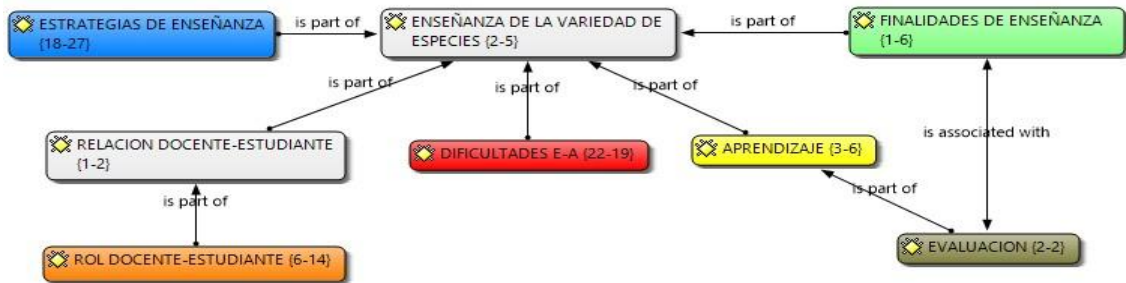 ESTRATEGIAS DE ENSEÑANZA
{18-27}
is part of
ENSEÑANZA DE LA VARIEDAD DE
ESPECIES {2-5}
is part of
FINALIDADES DE ENSEÑANZA
{1-6}
is part of
is part of
is part of
is associated with
RELACION DOCENTE-ESTUDIANTE
{1-2}
DIFICULTADES E-A {22-19}
APRENDIZAJE {3-6}
is part of
is part of
ROL DOCENTE-ESTUDIANTE {6-14}
EVALUACION {2-2}